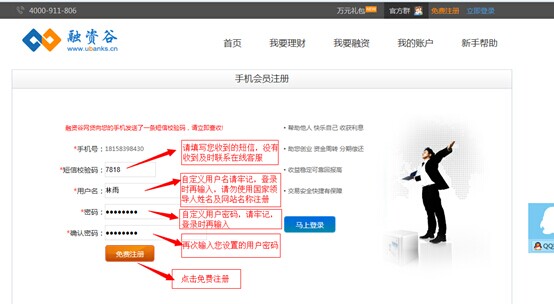 4000-911-806
万元礼包
官方群
免费注册
立即登录
融资谷
www.ubanks.cn
首页
我要理财
我要融资
我的账户
新手帮助
手机会员注册
融资谷网贷向您的手机发送了一条短信校验码，请立即查收!
*手机号：18158398430
*短信校验码：7818
*用户名：林雨
*密码：●●●●●●●●
*确认密码：●●●●●●●●
免费注册
请填写您收到的短信，没有
收到及时联系在线客服
自定义用户名请牢记，登录
时再输入，请勿使用国家领
导人姓名及网站名称注册
自定义用户密码，请牢记，
登录时再输入
再次输入您设置的用户密码
点击免费注册
• 帮助他人 快乐自己 收获利息
• 助您创业 资金周转 分期偿还
• 收益稳定可靠回报高
• 交易安全快捷有保障
马上登录
QQ